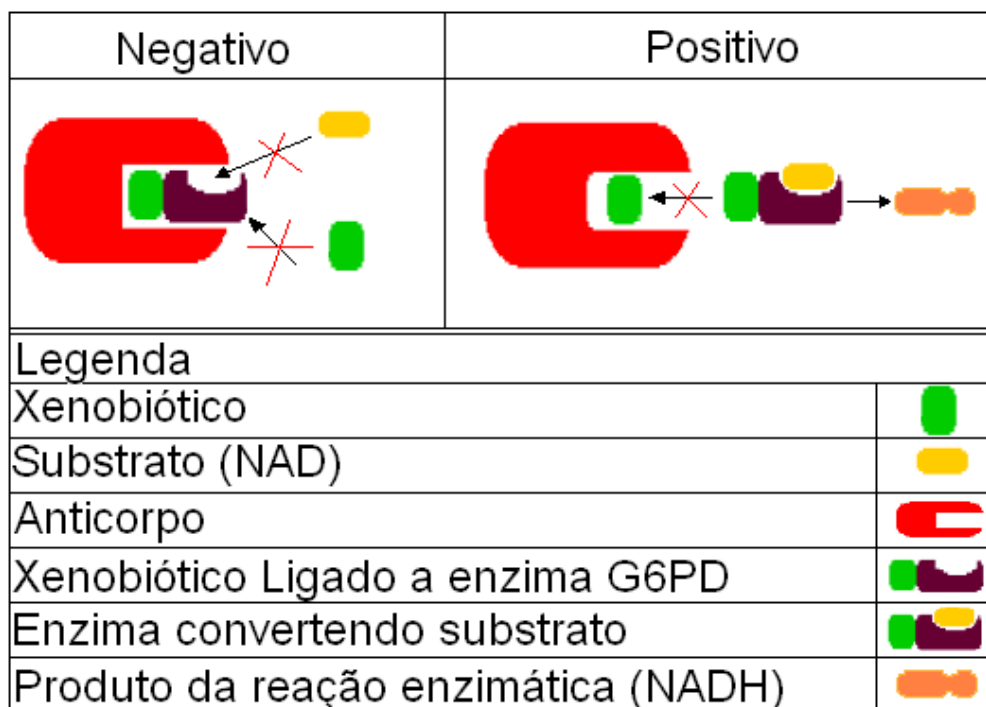 Negativo
Positivo
Legenda
Xenobiótico
Substrato (NAD)
Anticorpo
Xenobiótico Ligado a enzima G6PD
Enzima convertendo substrato
Produto da reação enzimática (NADH)